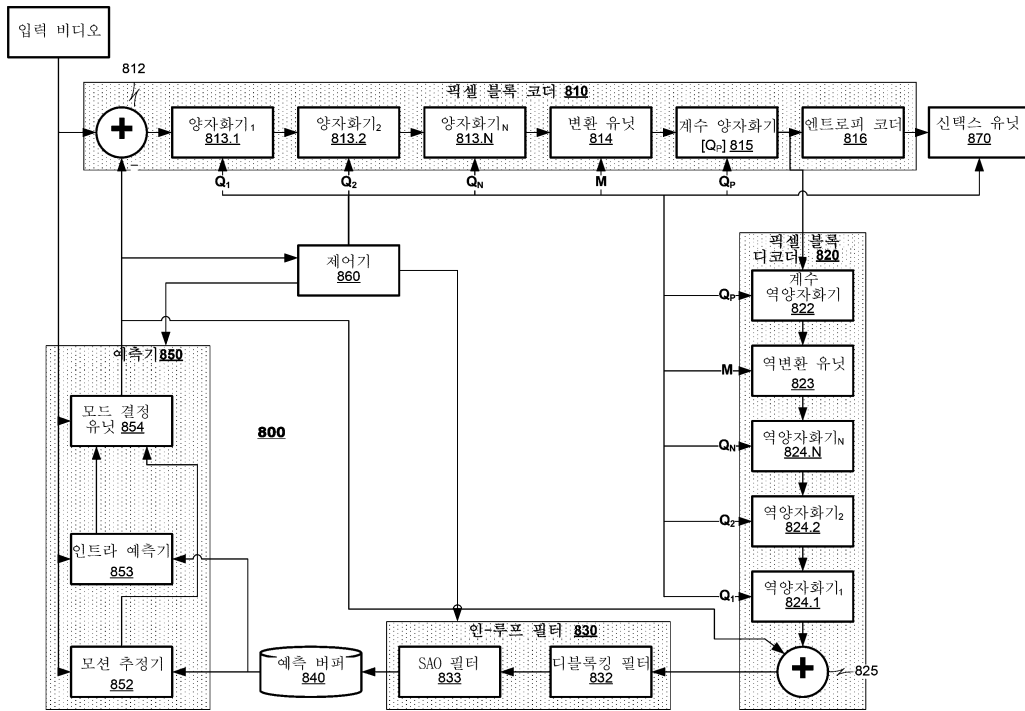 입력 비디오
812
픽셀 블록 코더 810
양자화기1
813.1
양자화기2
813.2
양자화기N
813.N
변환 유닛
814
계수 양자화기
[QP] 815
엔트로피 코더
816
신택스 유닛
870
–
Q1
Q2
QN
M
QP
제어기
860
픽셀 블록
디코더 820
계수
역양자화기
822
QP
역변환 유닛
823
M
역양자화기N
824.N
QN
역양자화기2
824.2
Q2
역양자화기1
824.1
Q1
825
예측기 850
모드 결정
유닛 854
800
인트라 예측기
853
모션 추정기
852
예측 버퍼
840
인-루프 필터 830
SAO 필터
833
디블록킹 필터
832